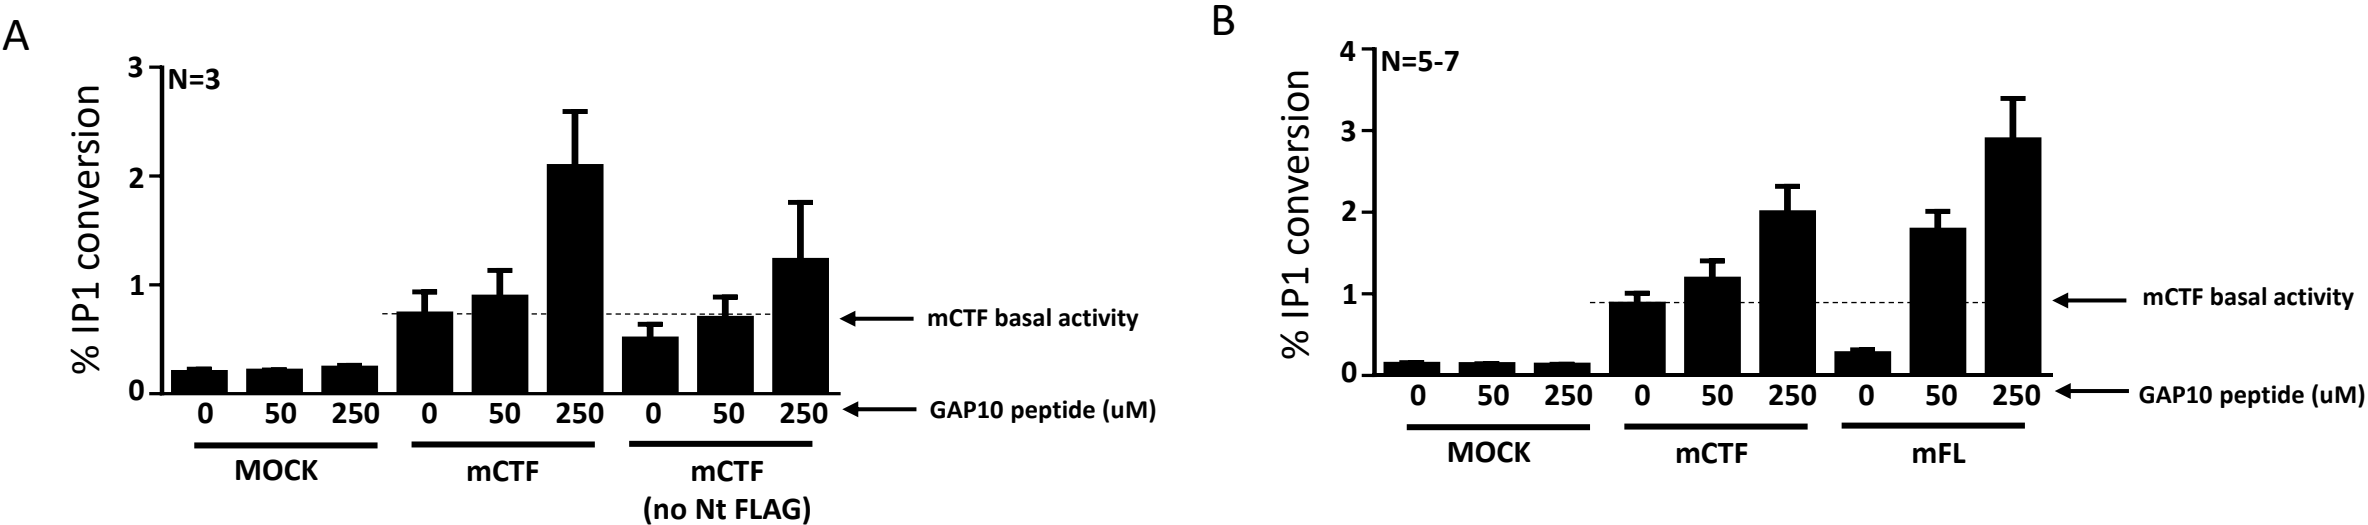 A
N=3
% IP1 conversion
3
2
1
0
0 50 250 0 50 250 0 50 250
mCTF basal activity
GAP10 peptide (uM)
MOCK
mCTF
mCTF
(no Nt FLAG)
B
N=5-7
% IP1 conversion
4
3
2
1
0
0 50 250 0 50 250 0 50 250
mCTF basal activity
GAP10 peptide (uM)
MOCK
mCTF
mFL